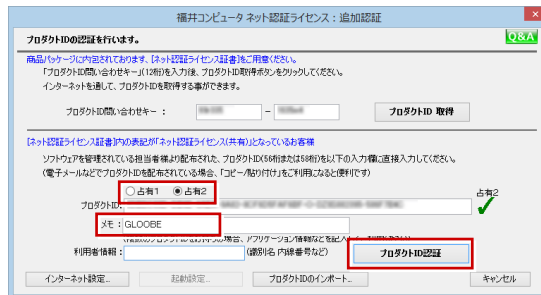 福井コンピュータ ネット認証ライセンス：追加認証
プロダクトIDの認証を行います。
Q&A
商品パッケージに内包されております、[ネット認証ライセンス証書]をご用意ください。
「プロダクトID問い合わせキー」(12桁)を入力後、プロダクトID取得ボタンをクリックしてください。
インターネットを通して、プロダクトIDを取得する事ができます。
プロダクトID問い合わせキー： － プロダクトID 取得
[ネット認証ライセンス証書]内の表記が「ネット認証ライセンス(共有)」となっているお客様
ソフトウェアを管理されている担当者様より配布された、プロダクトID(56桁または58桁)を以下の入力欄に直接入力してください。
(電子メールなどでプロダクトIDを配布されている場合、「コピー/貼り付け」をご利用になると便利です)
占有1 占有2
占有2
プロダクトID:
メモ： GLOOBE
利用者情報： (識別名 内線番号など) プロダクトID認証
インターネット設定... 起動設定... プロダクトIDのインポート... キャンセル